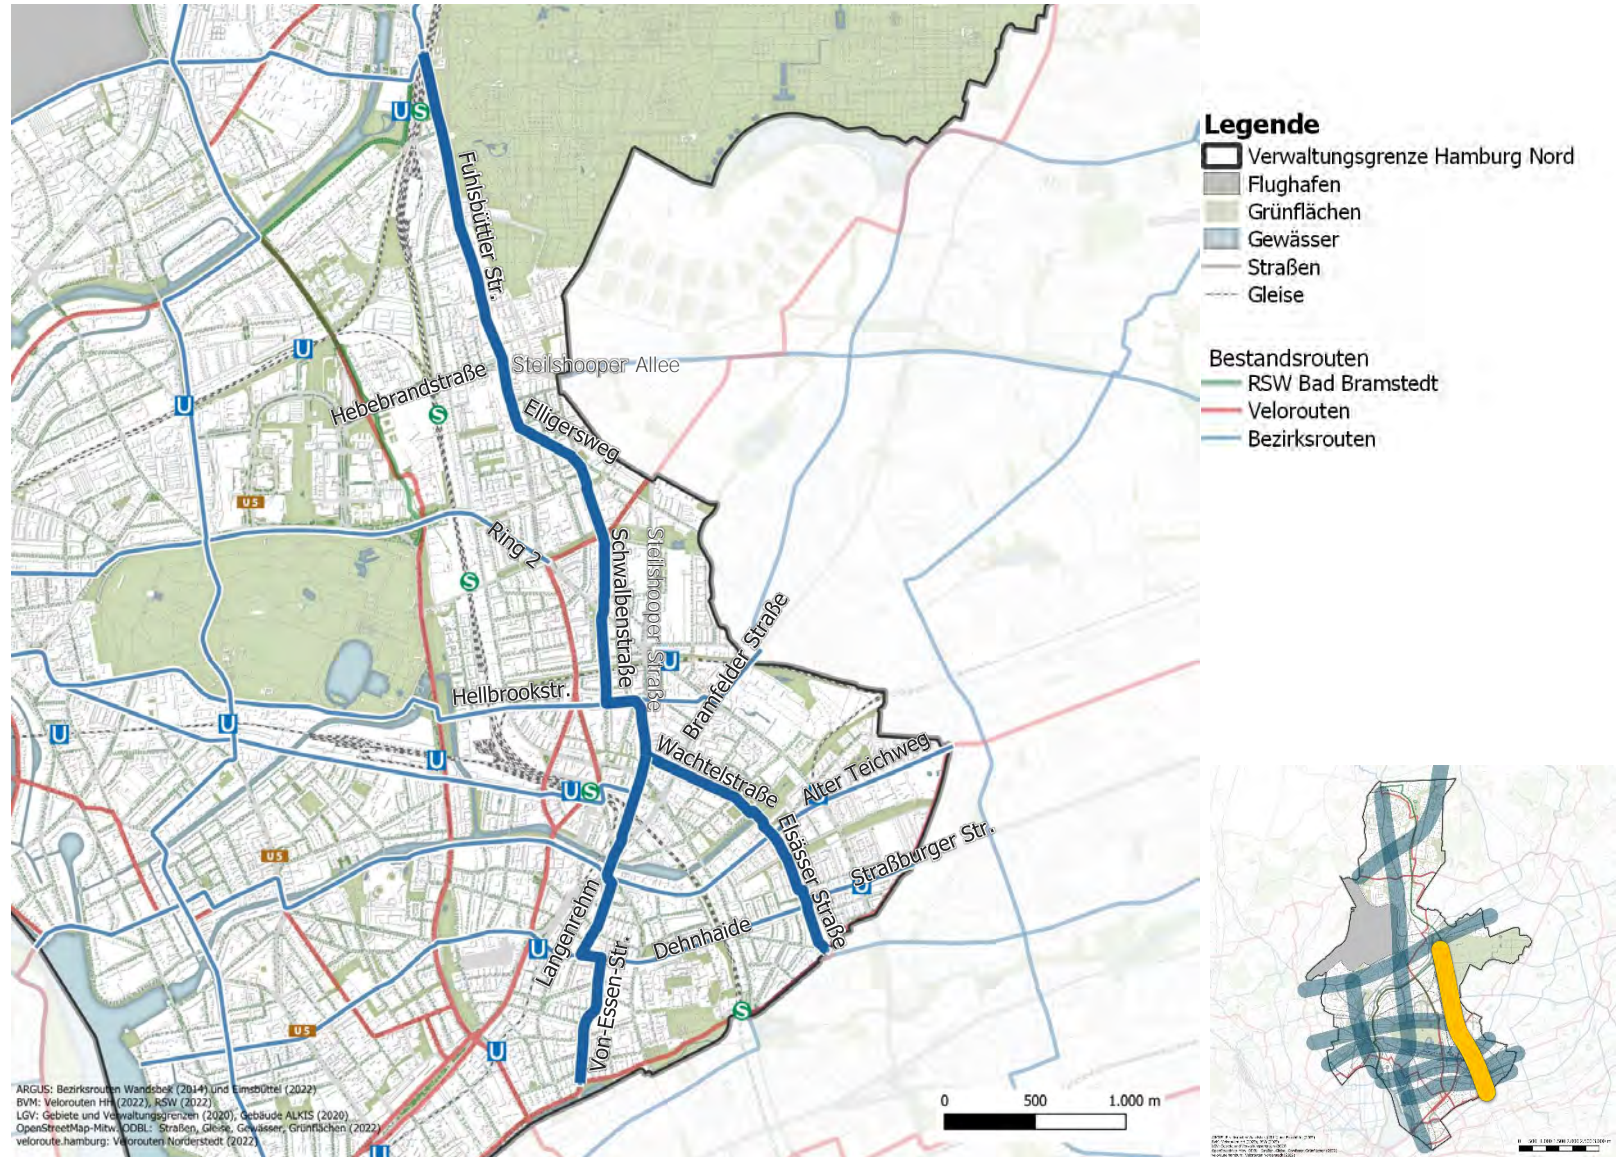 U S
Fuhlsbüttler Str.
U
Steilshooper Allee
Hebebrandstraße
U
S
Elligersweg
U5
Ring 2
Schwalbenstraße
Steilshooper Straße
S
Bramfelder Straße
U
Hellbrookstr.
U
U
Wachtelstraße
U
Alter Teichweg
U S
Elsässer Straße
Straßburger Str.
U5
U
Langenrehm
Dehnhaide
U
Von-Essen-Str.
S
U5
U
U
ARGUS: Bezirksrouten Wandsbek (2014) und Eimsbüttel (2022)
BVM: Velorouten HH (2022), RSW (2022)
LGV: Gebiete und Verwaltungsgrenzen (2020), Gebäude ALKIS (2020)
OpenStreetMap-Mitw. ODBL: Straßen, Gleise, Gewässer, Grünflächen (2022)
veloroute.hamburg: Velorouten Norderstedt (2022)
0 500 1.000 m
Legende
Verwaltungsgrenze Hamburg Nord
Flughafen
Grünflächen
Gewässer
Straßen
Gleise
Bestandsrouten
RSW Bad Bramstedt
Velorouten
Bezirksrouten